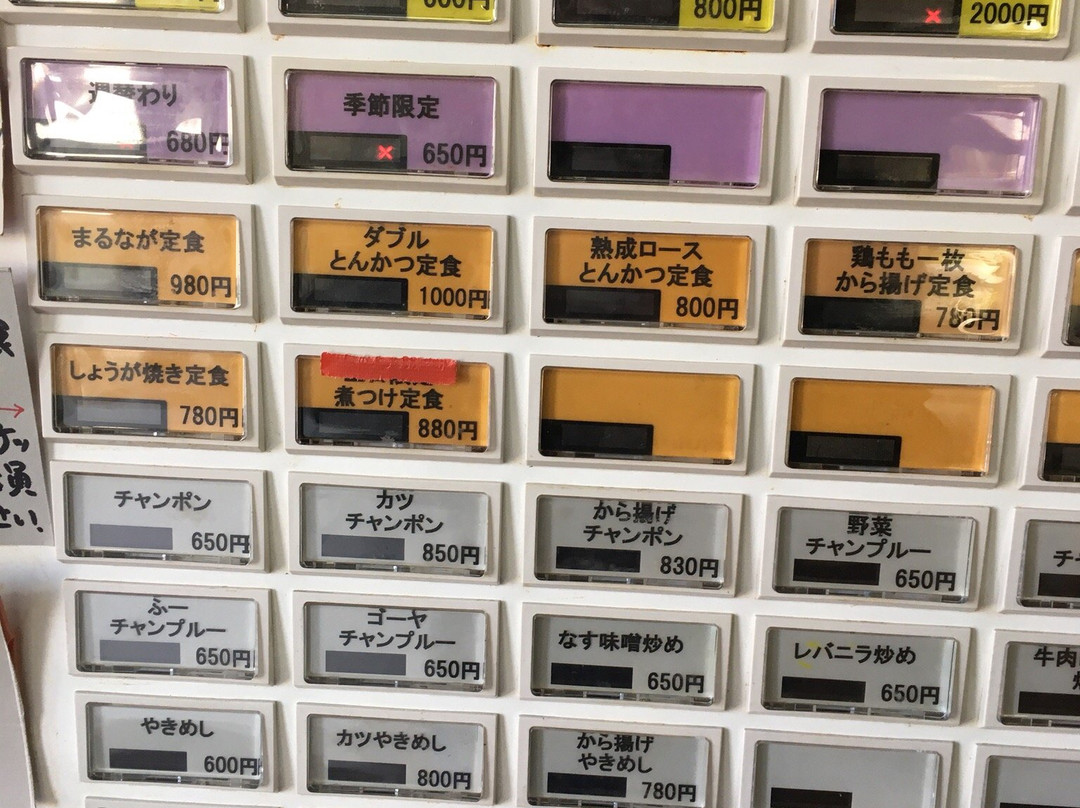 600円
800円
2000円
週替わり
680円
季節限定
650円
まるなが定食
980円
ダブル
とんかつ定食
1000円
熟成ロース
とんかつ定食
800円
鶏もも一枚
から揚げ定食
780円
しょうが焼き定食
780円
煮つけ定食
880円
チャンポン
650円
カツ
チャンポン
850円
から揚げ
チャンポン
830円
野菜
チャンプルー
650円
ふー
チャンプルー
650円
ゴーヤ
チャンプルー
650円
なす味噌炒め
650円
レバニラ炒め
650円
牛肉
やきめし
600円
カツやきめし
800円
から揚げ
やきめし
780円
さい!